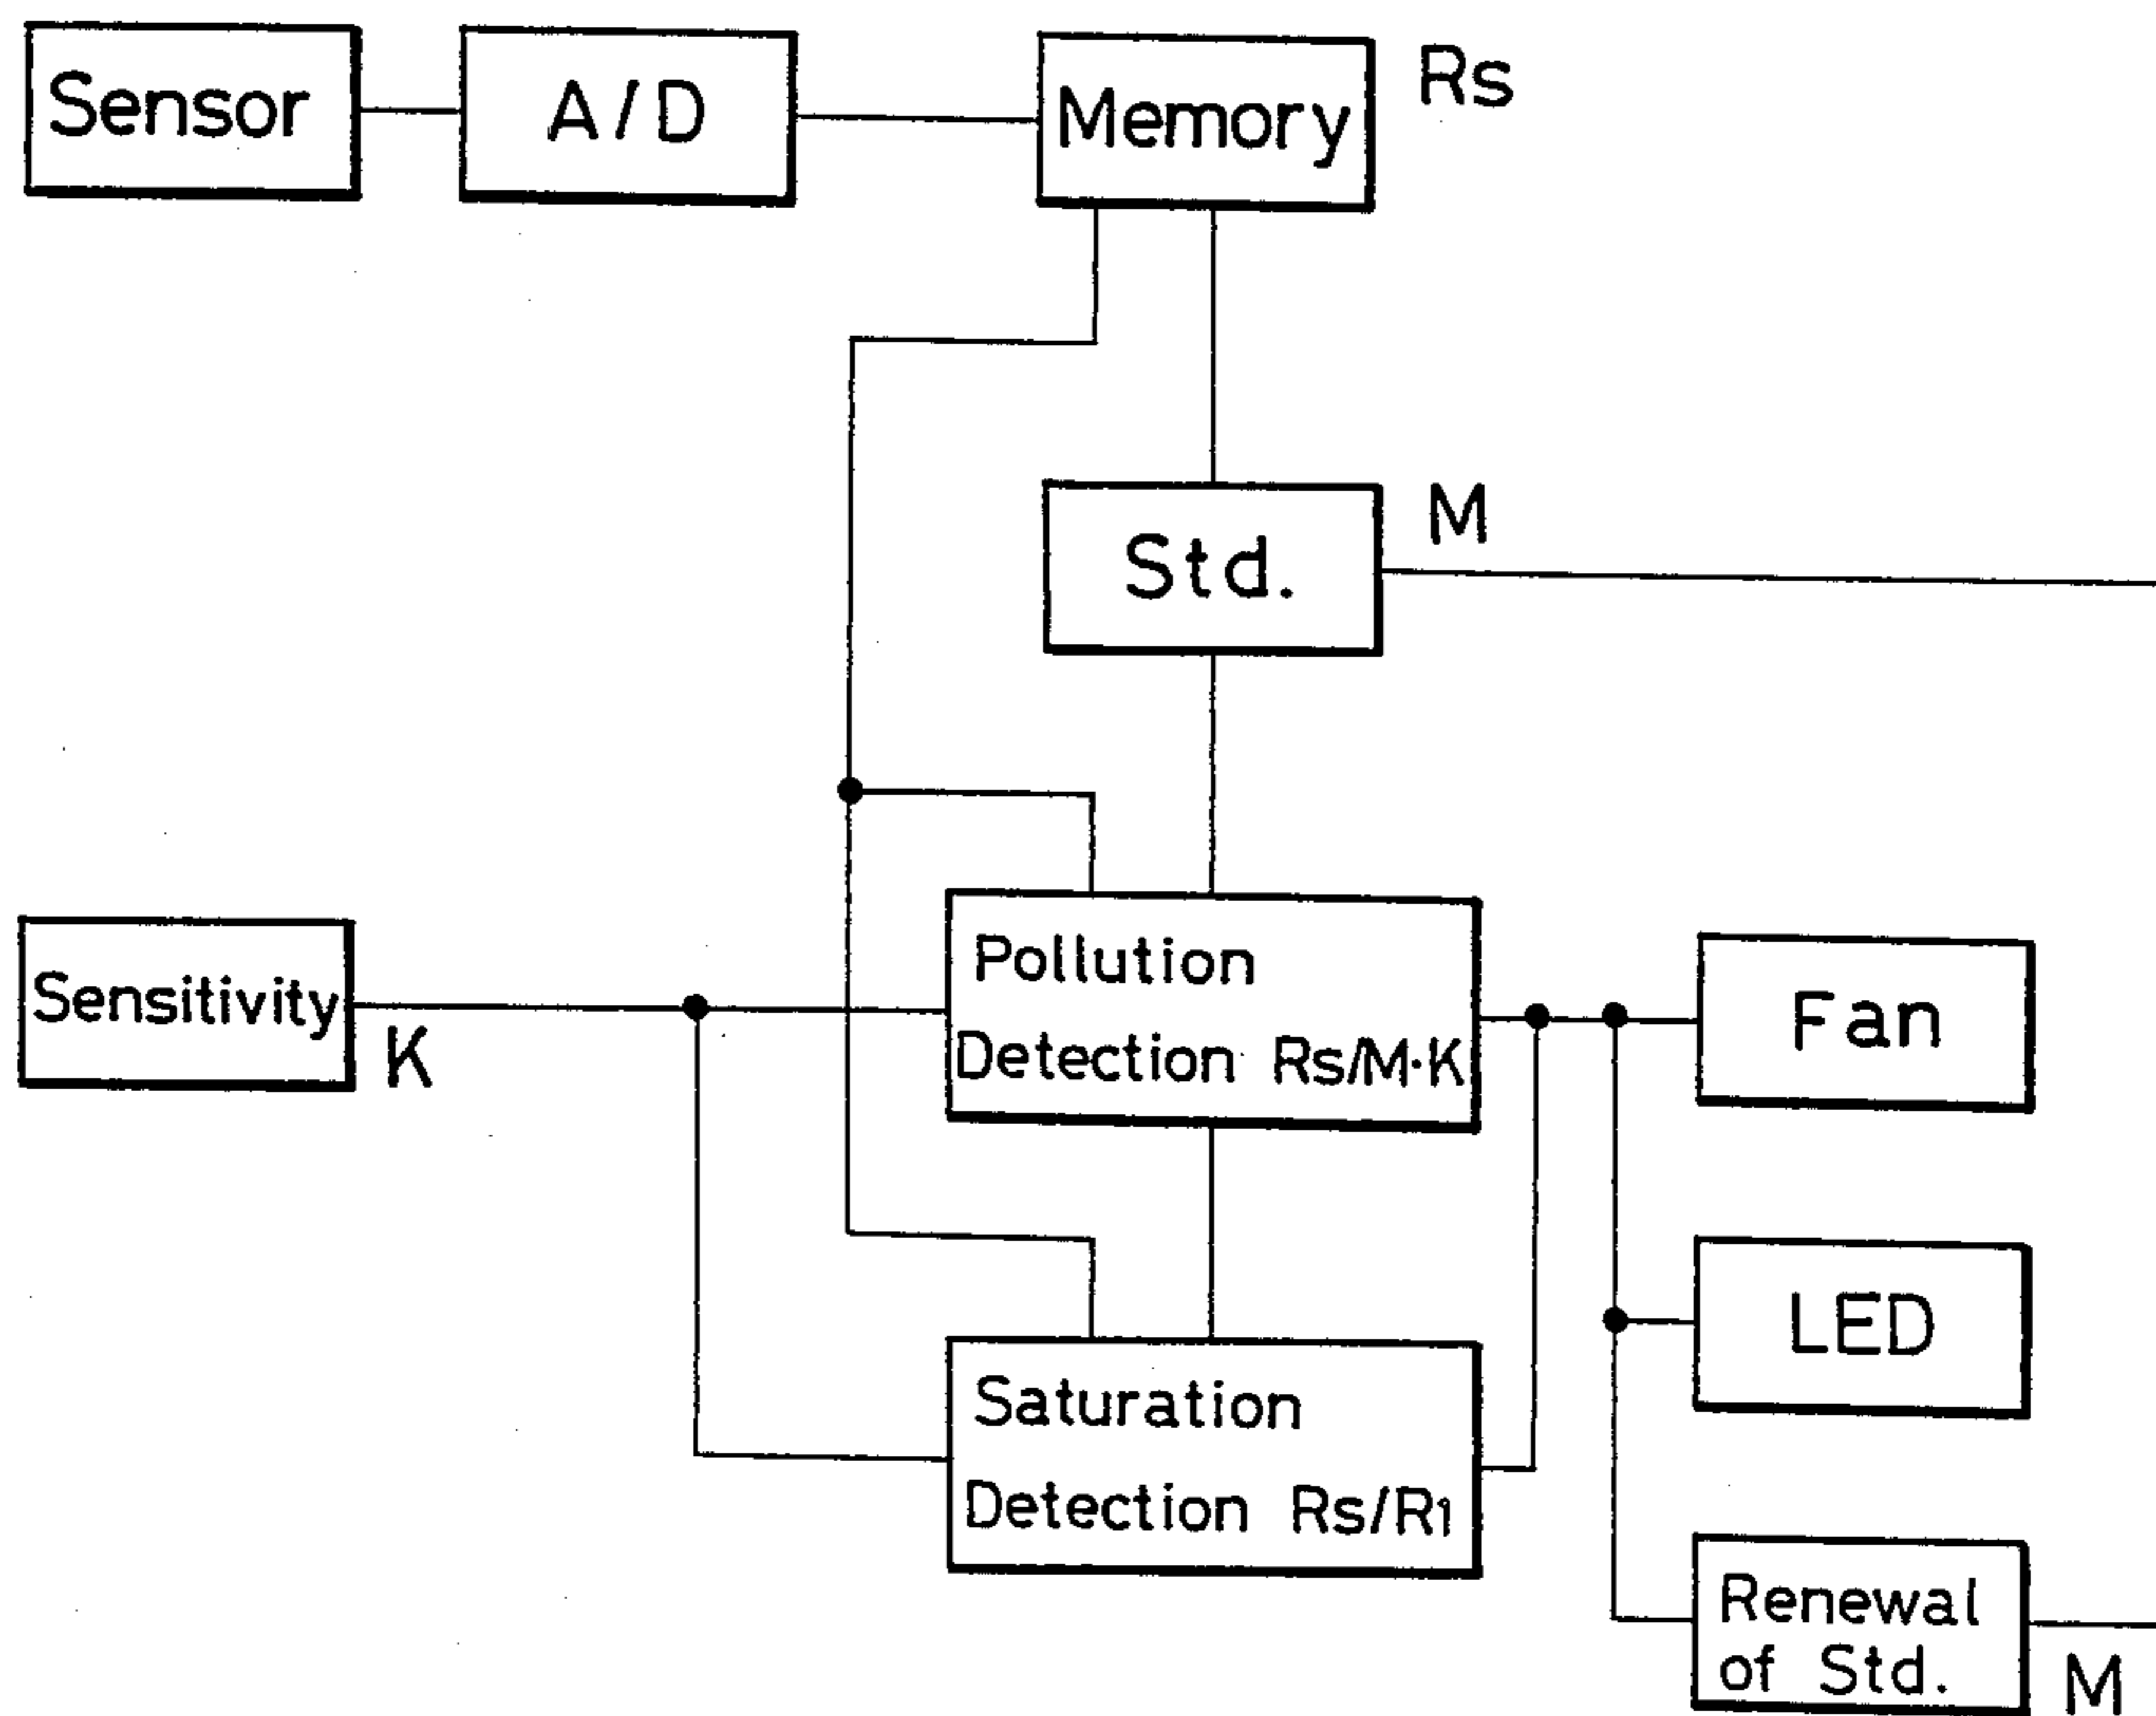 Sensor
A/D
Memory
Rs
Std.
M
Sensitivity
K
Pollution
Detection Rs/M·K
Fan
LED
Saturation
Detection Rs/R1
Renewal
of Std.
M